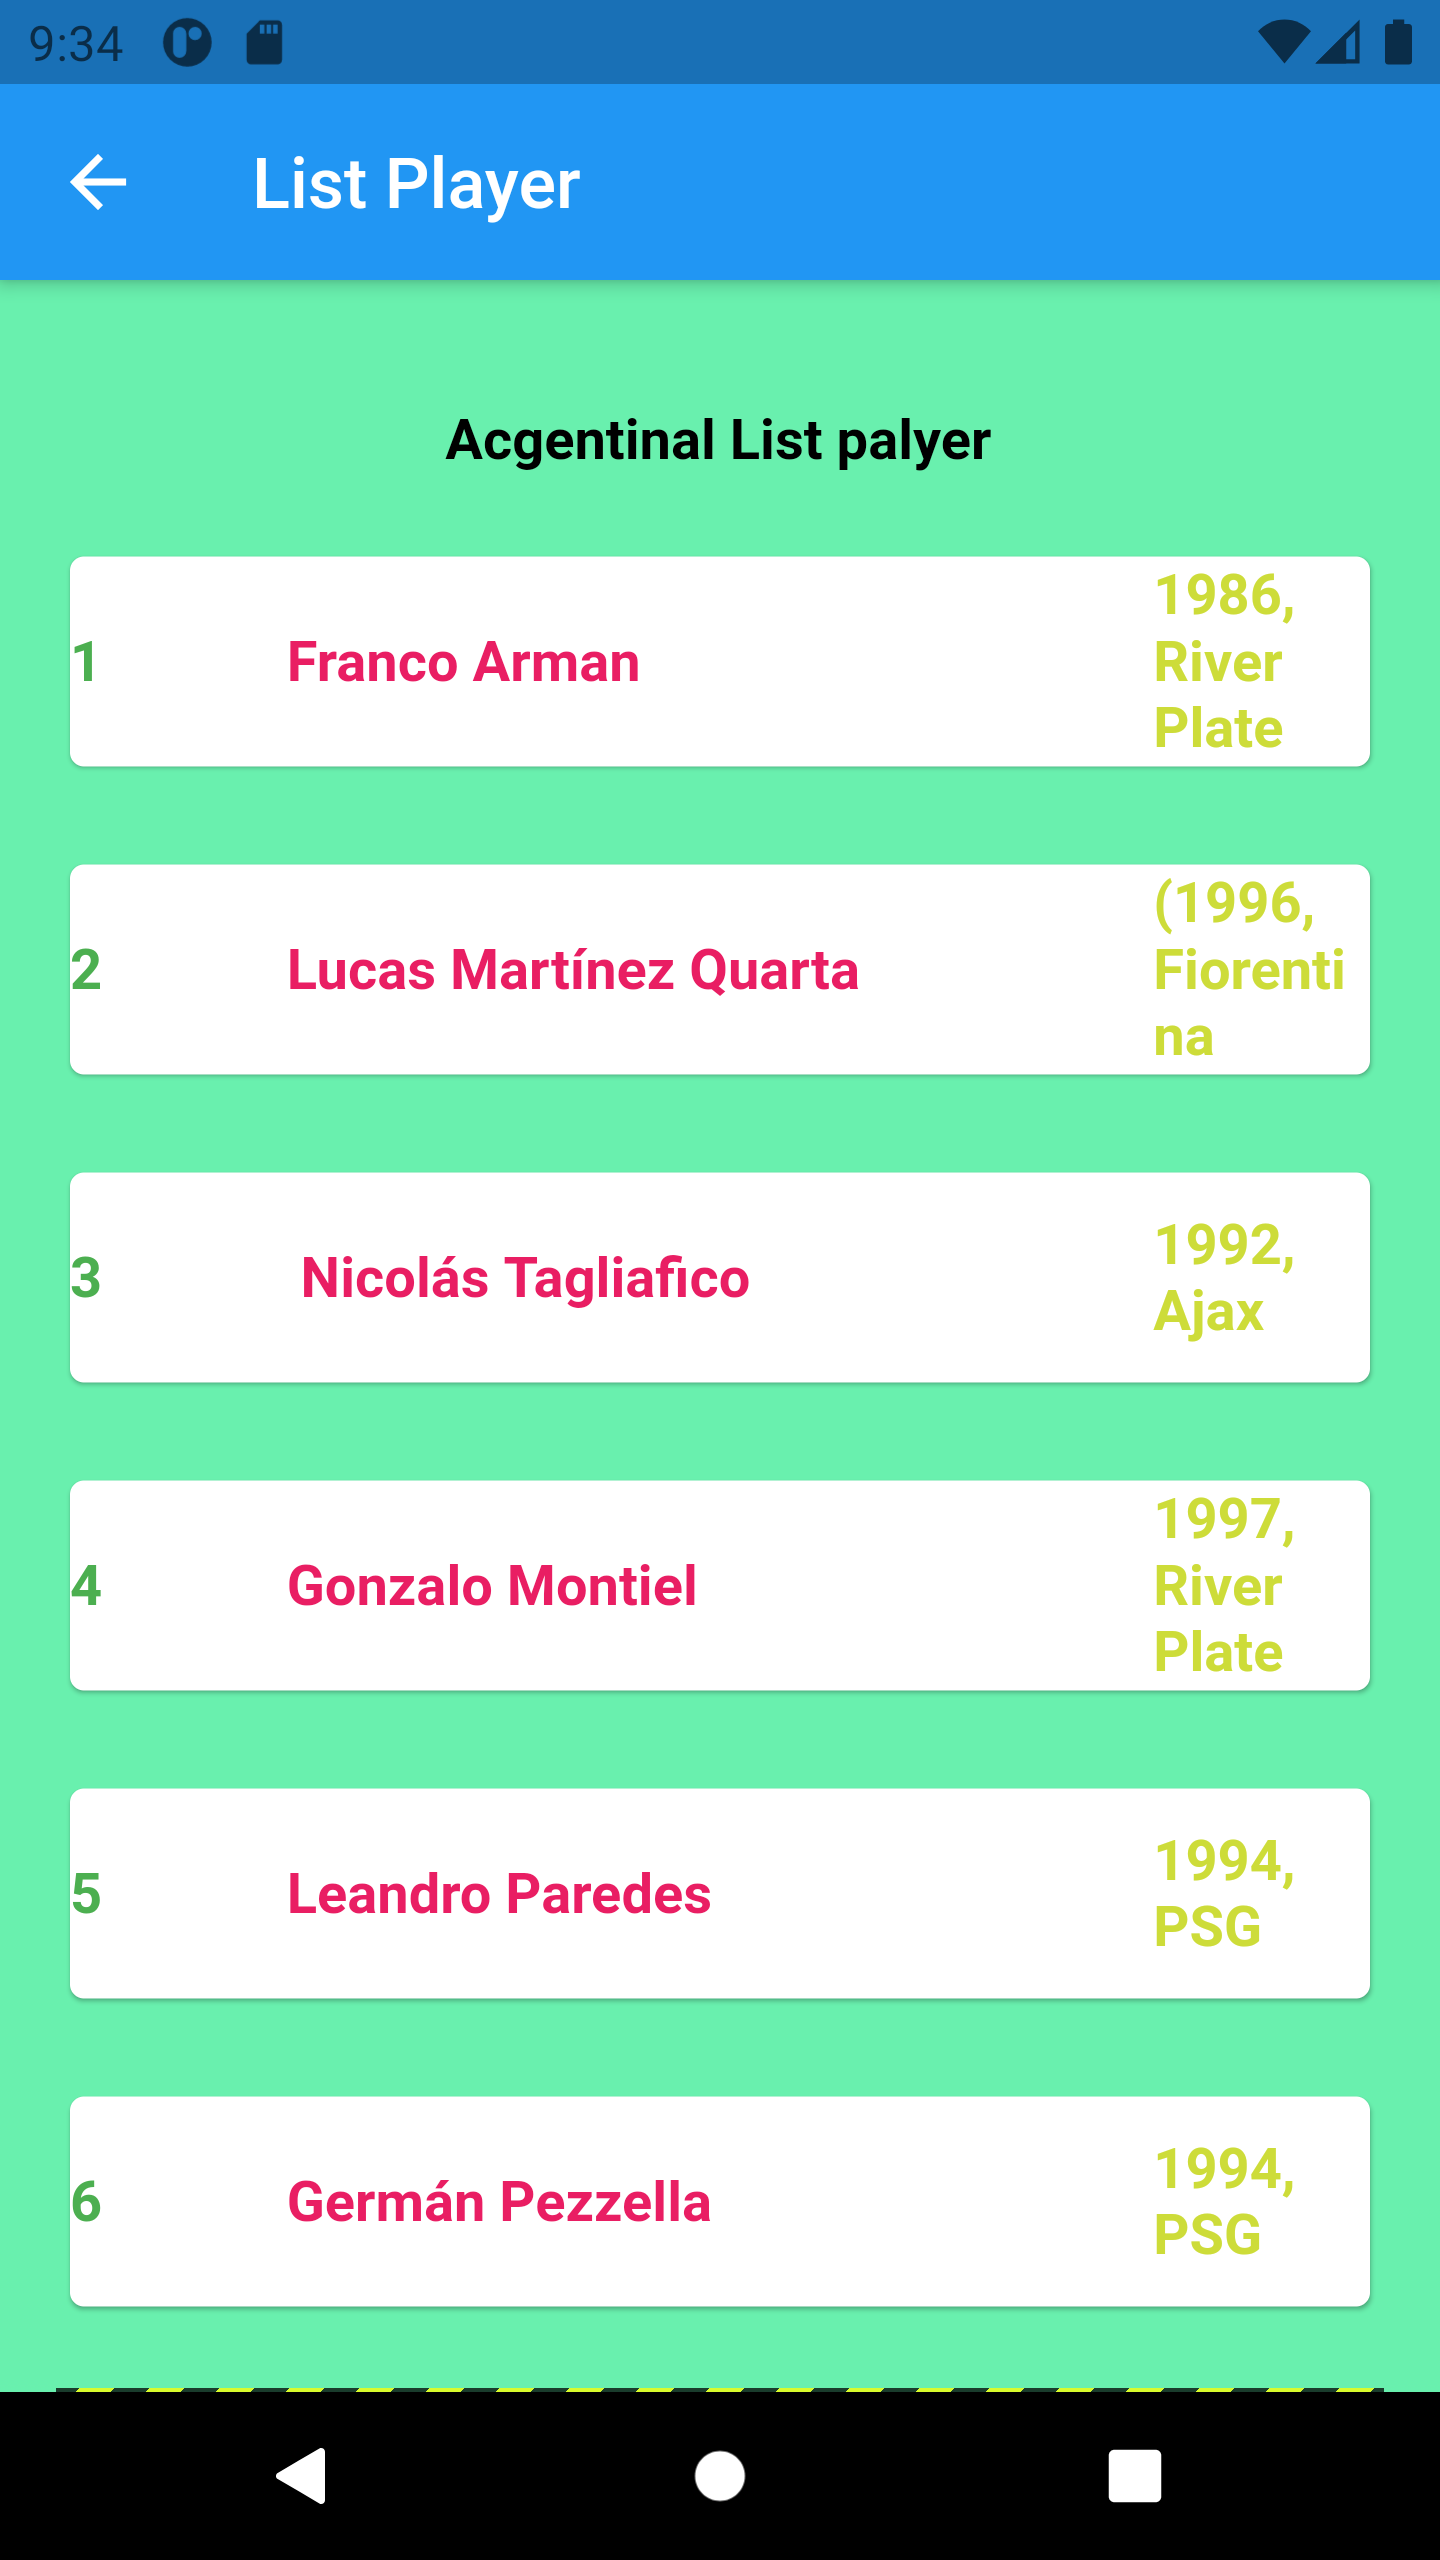 9:34
List Player
Acgentinal List palyer
1
Franco Arman
1986,
River
Plate
2
Lucas Martínez Quarta
(1996,
Fiorenti
na
3
Nicolás Tagliafico
1992,
Ajax
4
Gonzalo Montiel
1997,
River
Plate
5
Leandro Paredes
1994,
PSG
6
Germán Pezzella
1994,
PSG